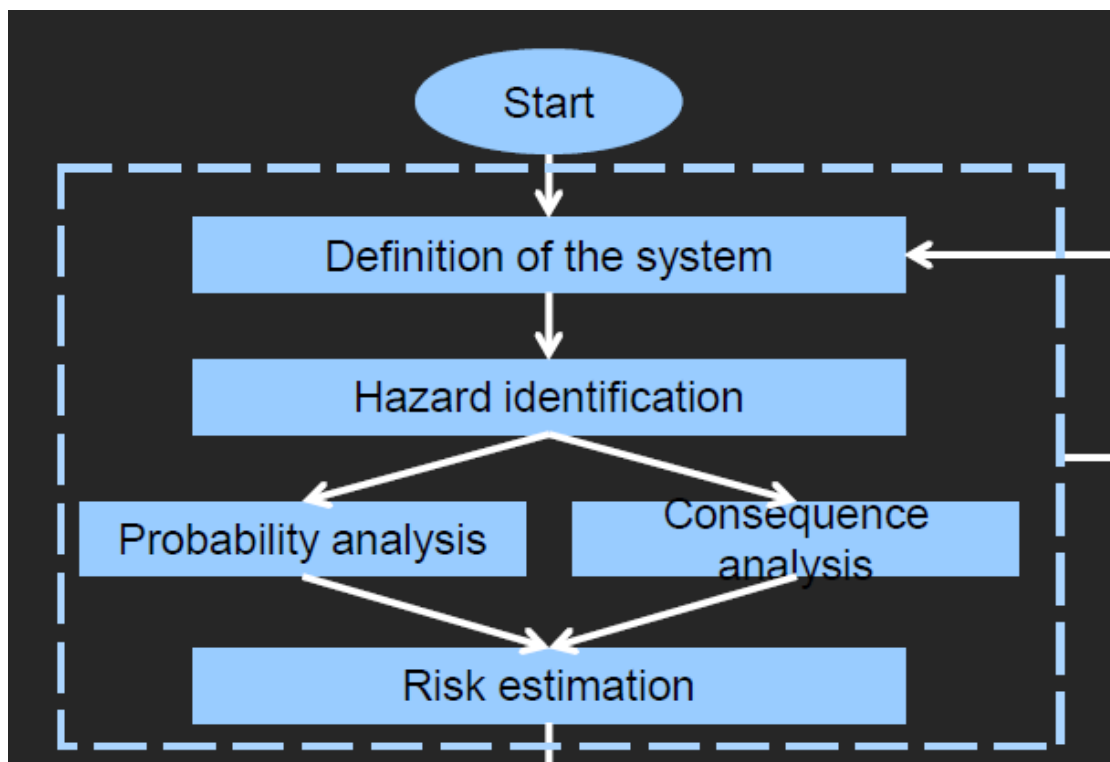 Start
Definition of the system
Hazard identification
Probability analysis
Consequence
analysis
Risk estimation